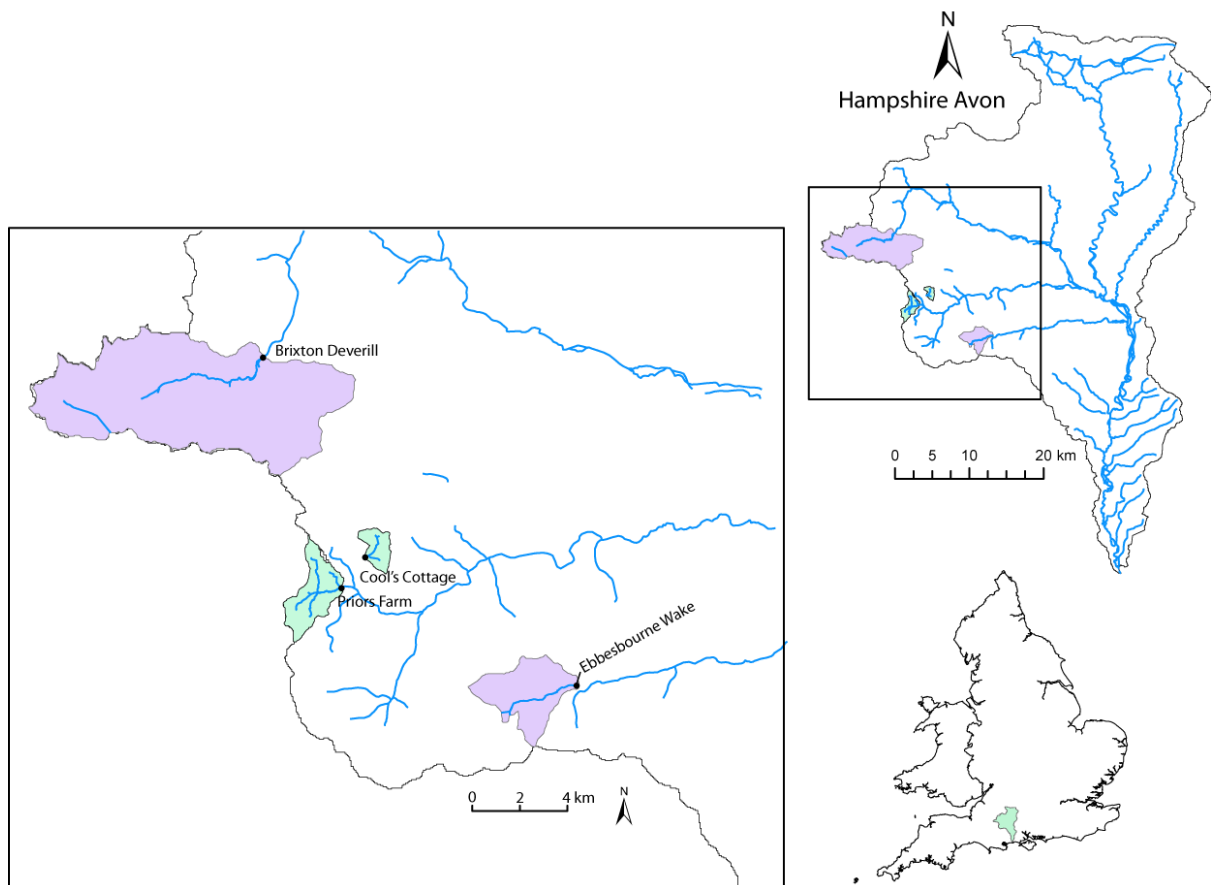 N
Hampshire Avon
0 5 10 20 km
Brixton Deverill
Cool's Cottage
Priors Farm
Ebbesbourne Wake
0 2 4 km
N